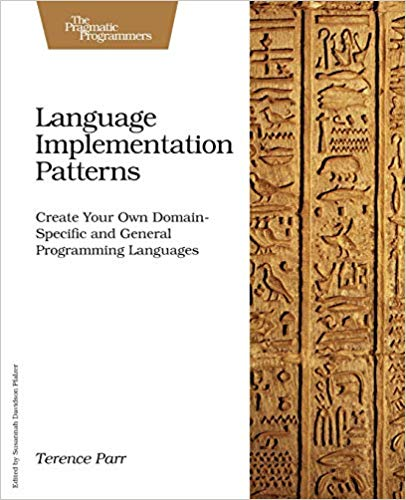 The
Pragmatic
Programmers
Language
Implementation
Patterns
Create Your Own Domain-
Specific and General
Programming Languages
Edited by Susannah Davidson Pfalzer
Terence Parr